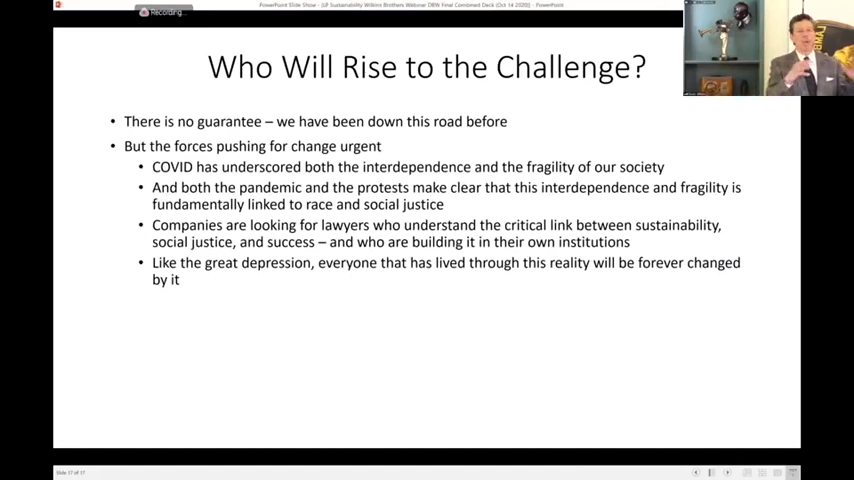 PowerPoint Slide Show - [LP Sustainability Wilkins Brothers Webinar DBW Final Combined Deck (Oct 14 2020)] - PowerPoint
Recording...
Who Will Rise to the Challenge?
• There is no guarantee – we have been down this road before
• But the forces pushing for change urgent
• COVID has underscored both the interdependence and the fragility of our society
• And both the pandemic and the protests make clear that this interdependence and fragility is
fundamentally linked to race and social justice
• Companies are looking for lawyers who understand the critical link between sustainability,
social justice, and success – and who are building it in their own institutions
• Like the great depression, everyone that has lived through this reality will be forever changed
by it
Slide 17 of 17